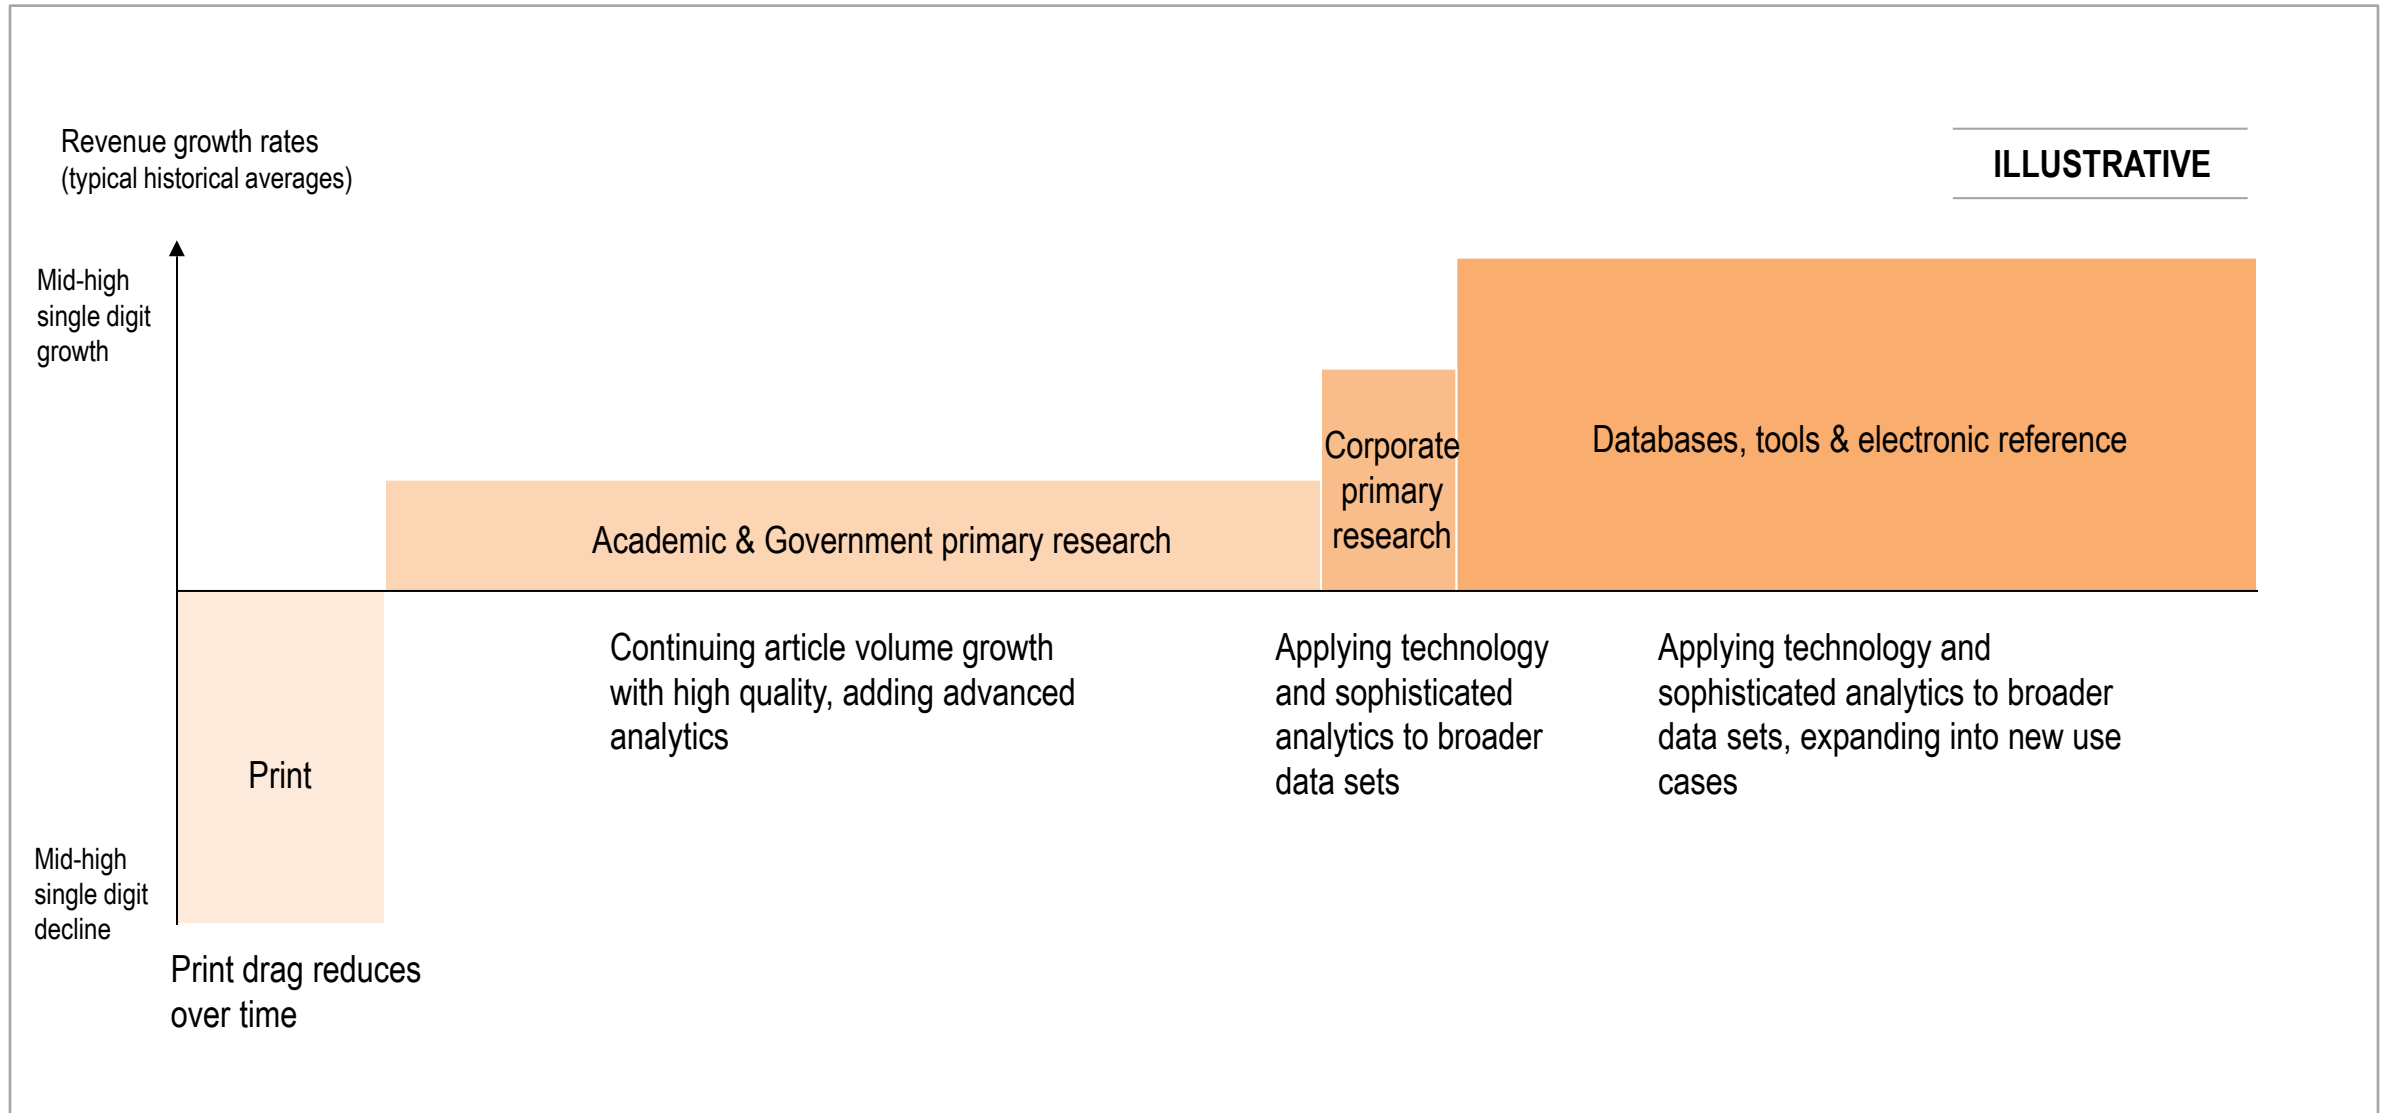 Revenue growth rates
(typical historical averages)
ILLUSTRATIVE
Mid-high
single digit
growth
Corporate
primary
research
Databases, tools & electronic reference
Academic & Government primary research
Print
Continuing article volume growth
with high quality, adding advanced
analytics
Applying technology
and sophisticated
analytics to broader
data sets
Applying technology and
sophisticated analytics to broader
data sets, expanding into new use
cases
Mid-high
single digit
decline
Print drag reduces
over time